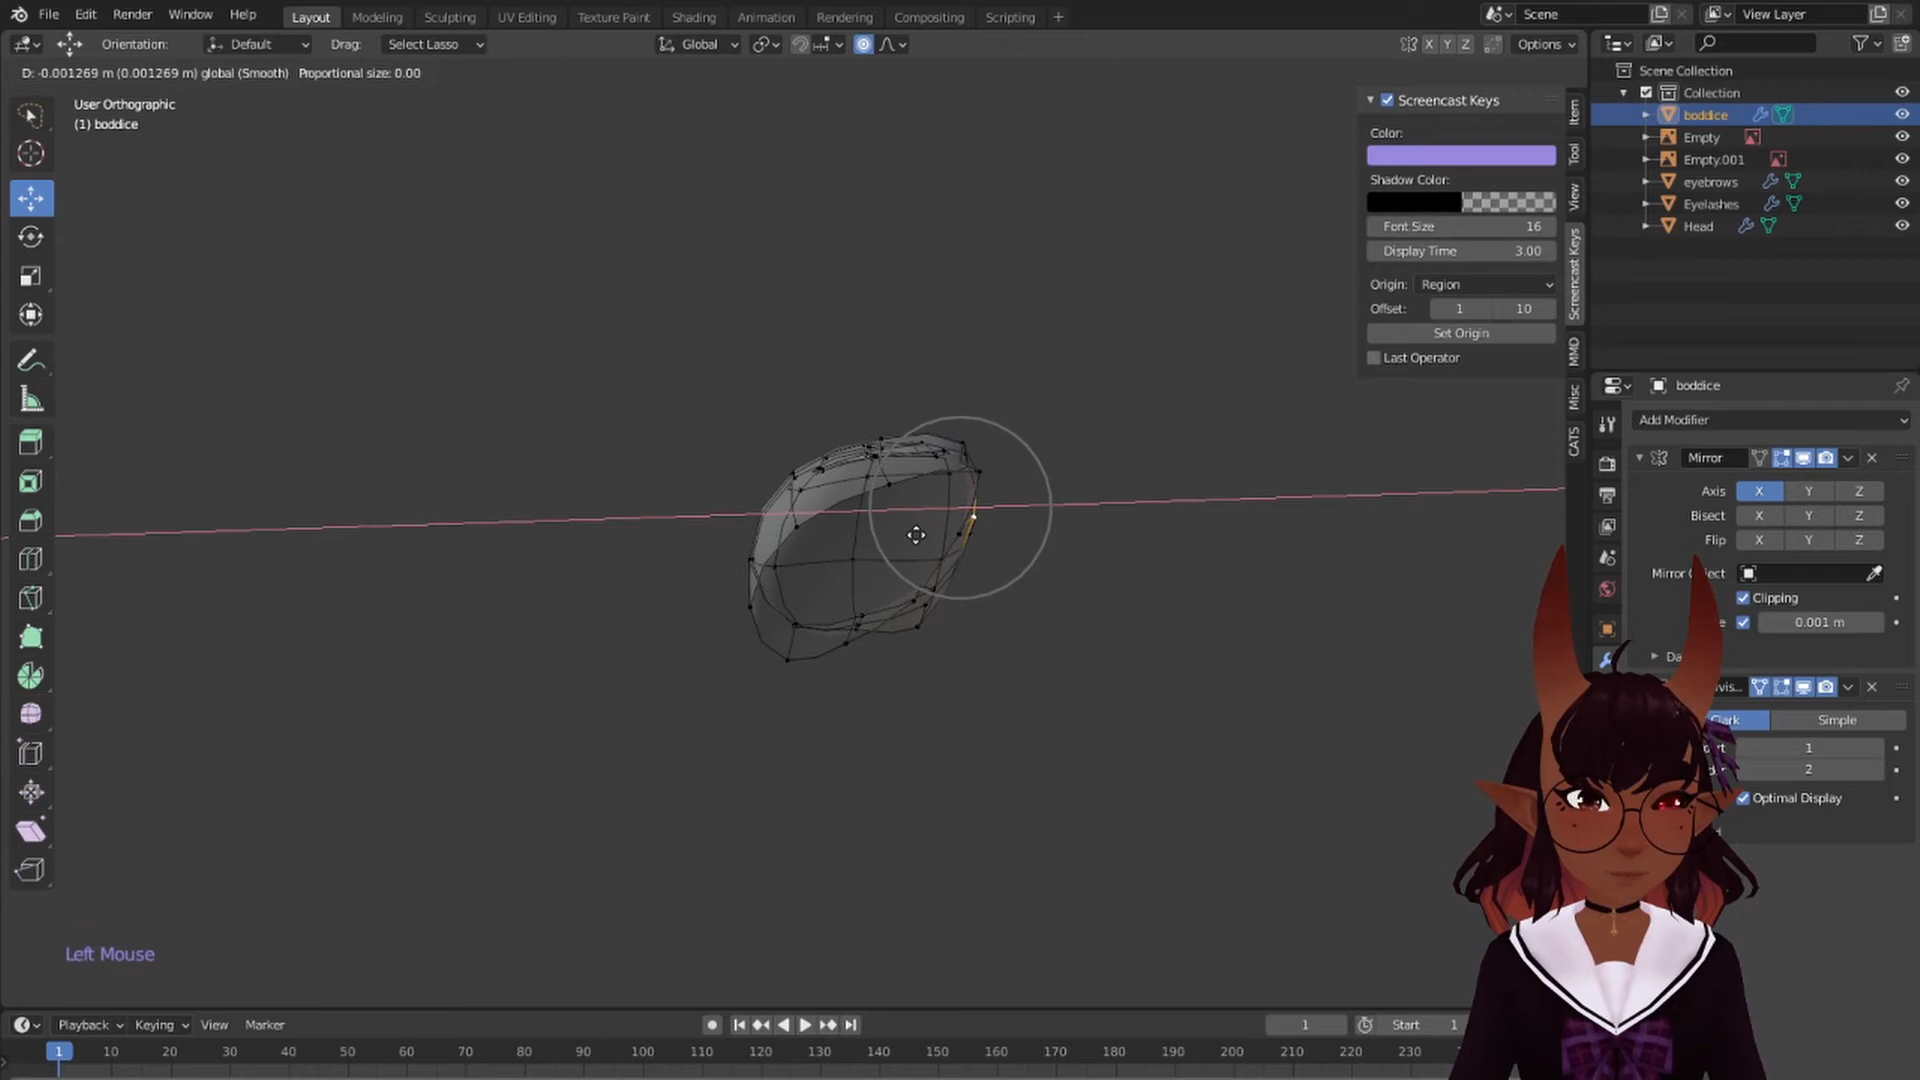 File Edit Render Window Help Layout Modeling Sculpting UV Editing Texture Paint Shading Animation Rendering Compositing Scripting + Scene View Layer
Orientation: Default Drag: Select Lasso Global X Y Z Options
D: -0.001269 m (0.001269 m) global (Smooth) Proportional size: 0.00
User Orthographic
(1) boddice
Screencast Keys
Color:
Shadow Color:
Font Size 16
Display Time 3.00
Origin: Region
Offset: 1 10
Set Origin
Last Operator
Item
Tool
View
Screencast Keys
MMD
Misc
CATS
Scene Collection
Collection
boddice
Empty
Empty.001
eyebrows
Eyelashes
Head
boddice
Add Modifier
Mirror
Axis X Y Z
Bisect X Y Z
Flip X Y Z
Mirror Object
Clipping
0.001 m
Simple
1
2
Optimal Display
Left Mouse
Playback Keying View Marker 1 Start 1
1 10 20 30 40 50 60 70 80 90 100 110 120 130 140 150 160 170 180 190 200 210 220 230